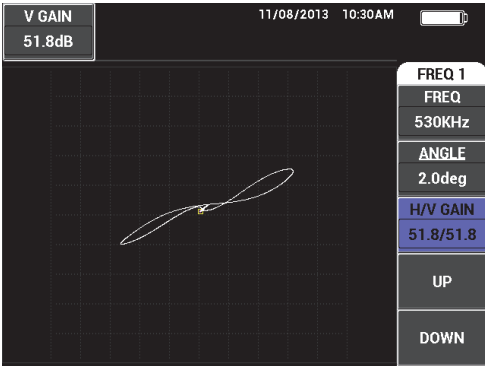 V GAIN
51.8dB
11/08/2013 10:30AM
FREQ 1
FREQ
530KHz
ANGLE
2.0deg
H/V GAIN
51.8/51.8
UP
DOWN